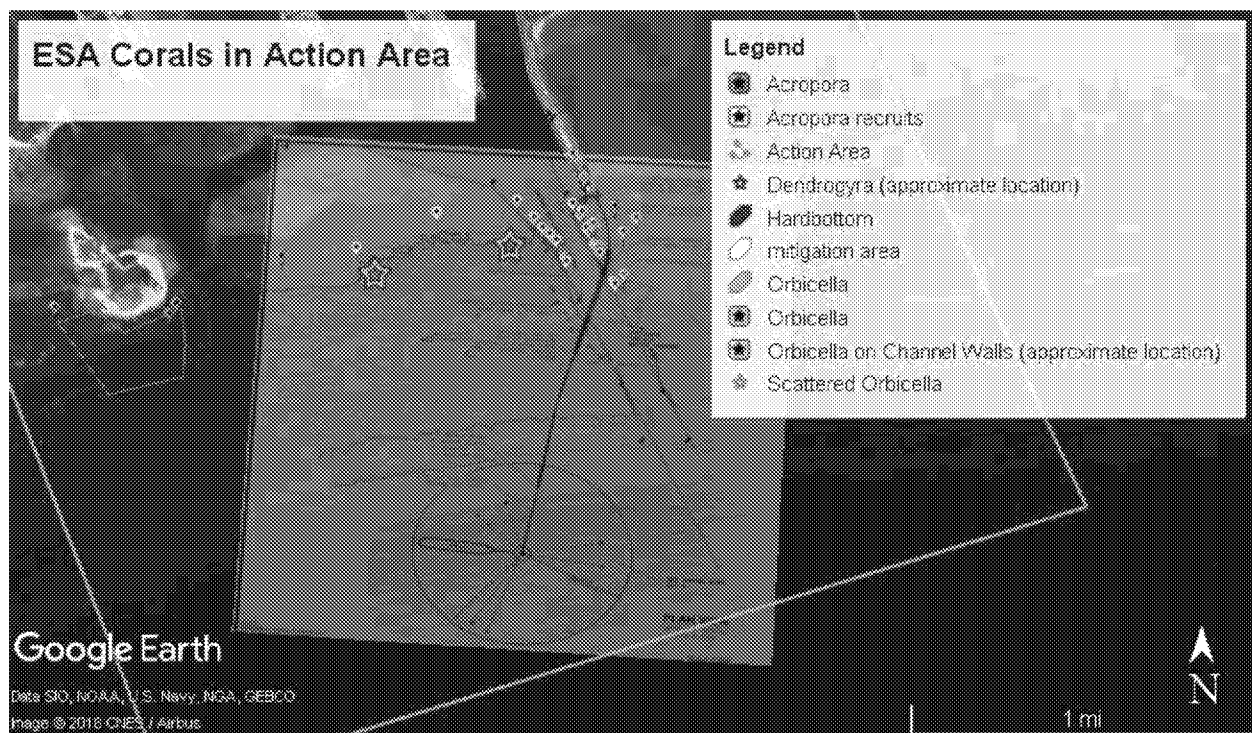 ESA Corals in Action Area
Legend
Acropora
Acropora recruits
Action Area
Dendrogyra (approximate location)
Hardbottom
mitigation area
Orbicella
Orbicella
Orbicella on Channel Walls (approximate location)
Scattered Orbicella
Google Earth
Data SIO, NOAA, U.S. Navy, NGA, GEBCO
Image © 2018 CNES / Airbus
N
1 mi